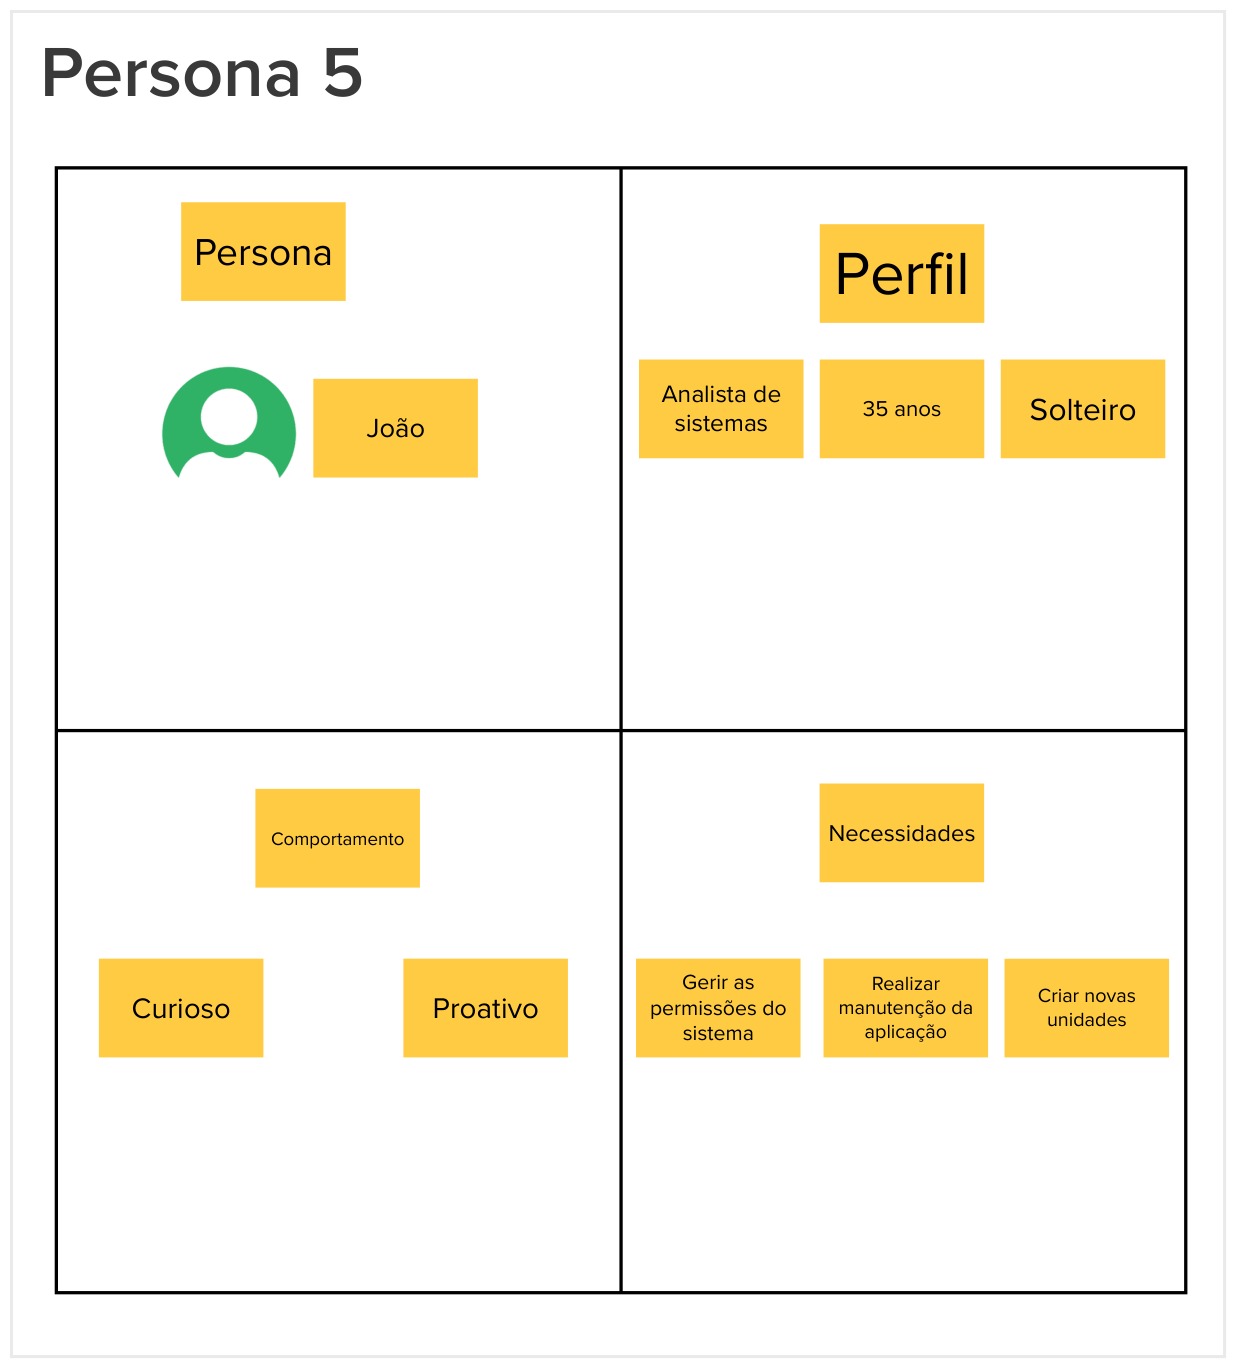 Persona 5
Persona
João
Perfil
Analista de
sistemas
35 anos
Solteiro
Comportamento
Curioso
Proativo
Necessidades
Gerir as
permissões do
sistema
Realizar
manutenção da
aplicação
Criar novas
unidades